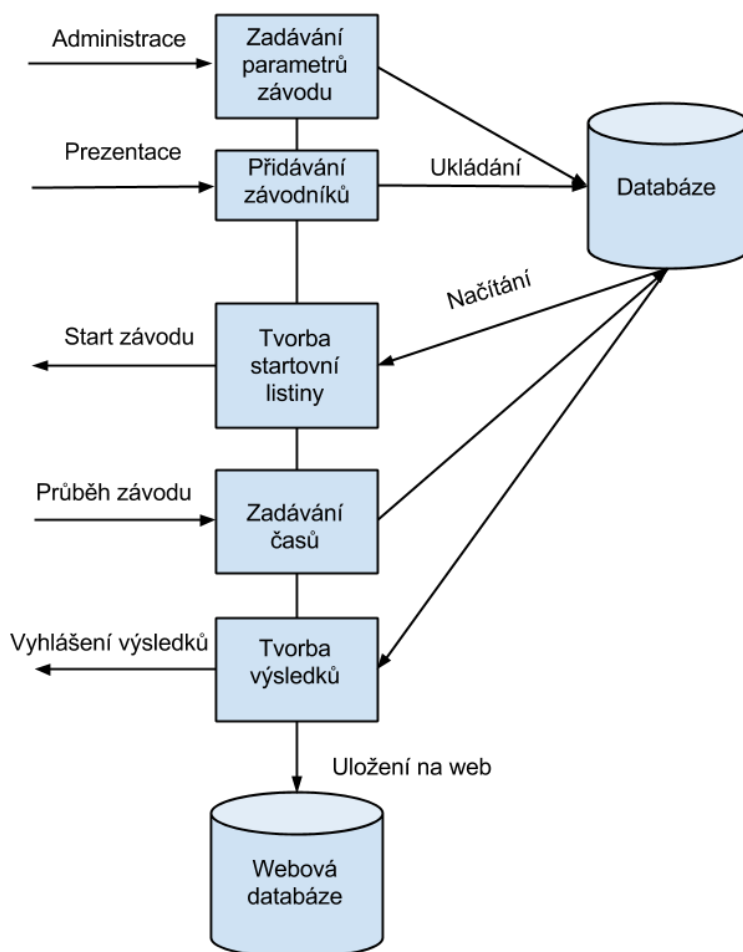 Administrace
Zadávání
parametrů
závodu
Prezentace
Přidávání
závodníků
Ukládání
Databáze
Načítání
Start závodu
Tvorba
startovní
listiny
Průběh závodu
Zadávání
časů
Vyhlášení výsledků
Tvorba
výsledků
Uložení na web
Webová
databáze